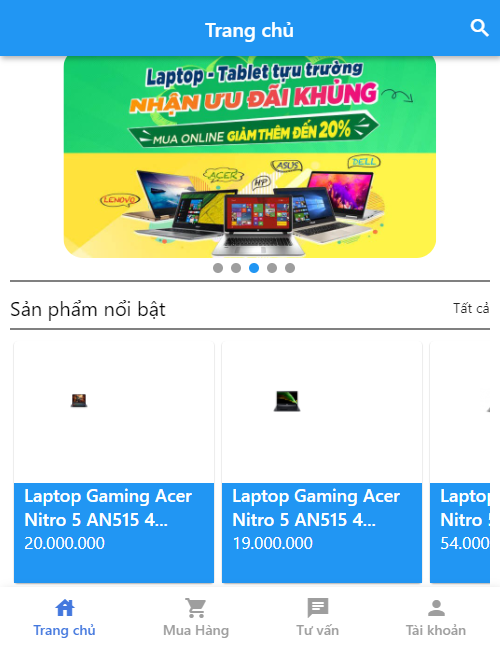 Trang chủ
Laptop - Tablet tựu trường
NHẬN ƯU ĐÃI KHỦNG
MUA ONLINE GIẢM THÊM ĐẾN 20%
LENOVO
ACER
HP
ASUS
DELL
Sản phẩm nổi bật
Tất cả
Laptop Gaming Acer
Nitro 5 AN515 4...
20.000.000
Laptop Gaming Acer
Nitro 5 AN515 4...
19.000.000
Laptop
Nitro 5
54.000
Trang chủ
Mua Hàng
Tư vấn
Tài khoản